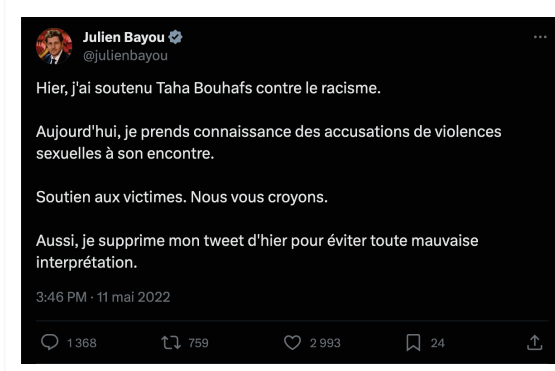 Julien Bayou
@julienbayou
Hier, j'ai soutenu Taha Bouhafs contre le racisme.
Aujourd'hui, je prends connaissance des accusations de violences
sexuelles à son encontre.
Soutien aux victimes. Nous vous croyons.
Aussi, je supprime mon tweet d'hier pour éviter toute mauvaise
interprétation.
3:46 PM · 11 mai 2022
1 368 759 2 993 24